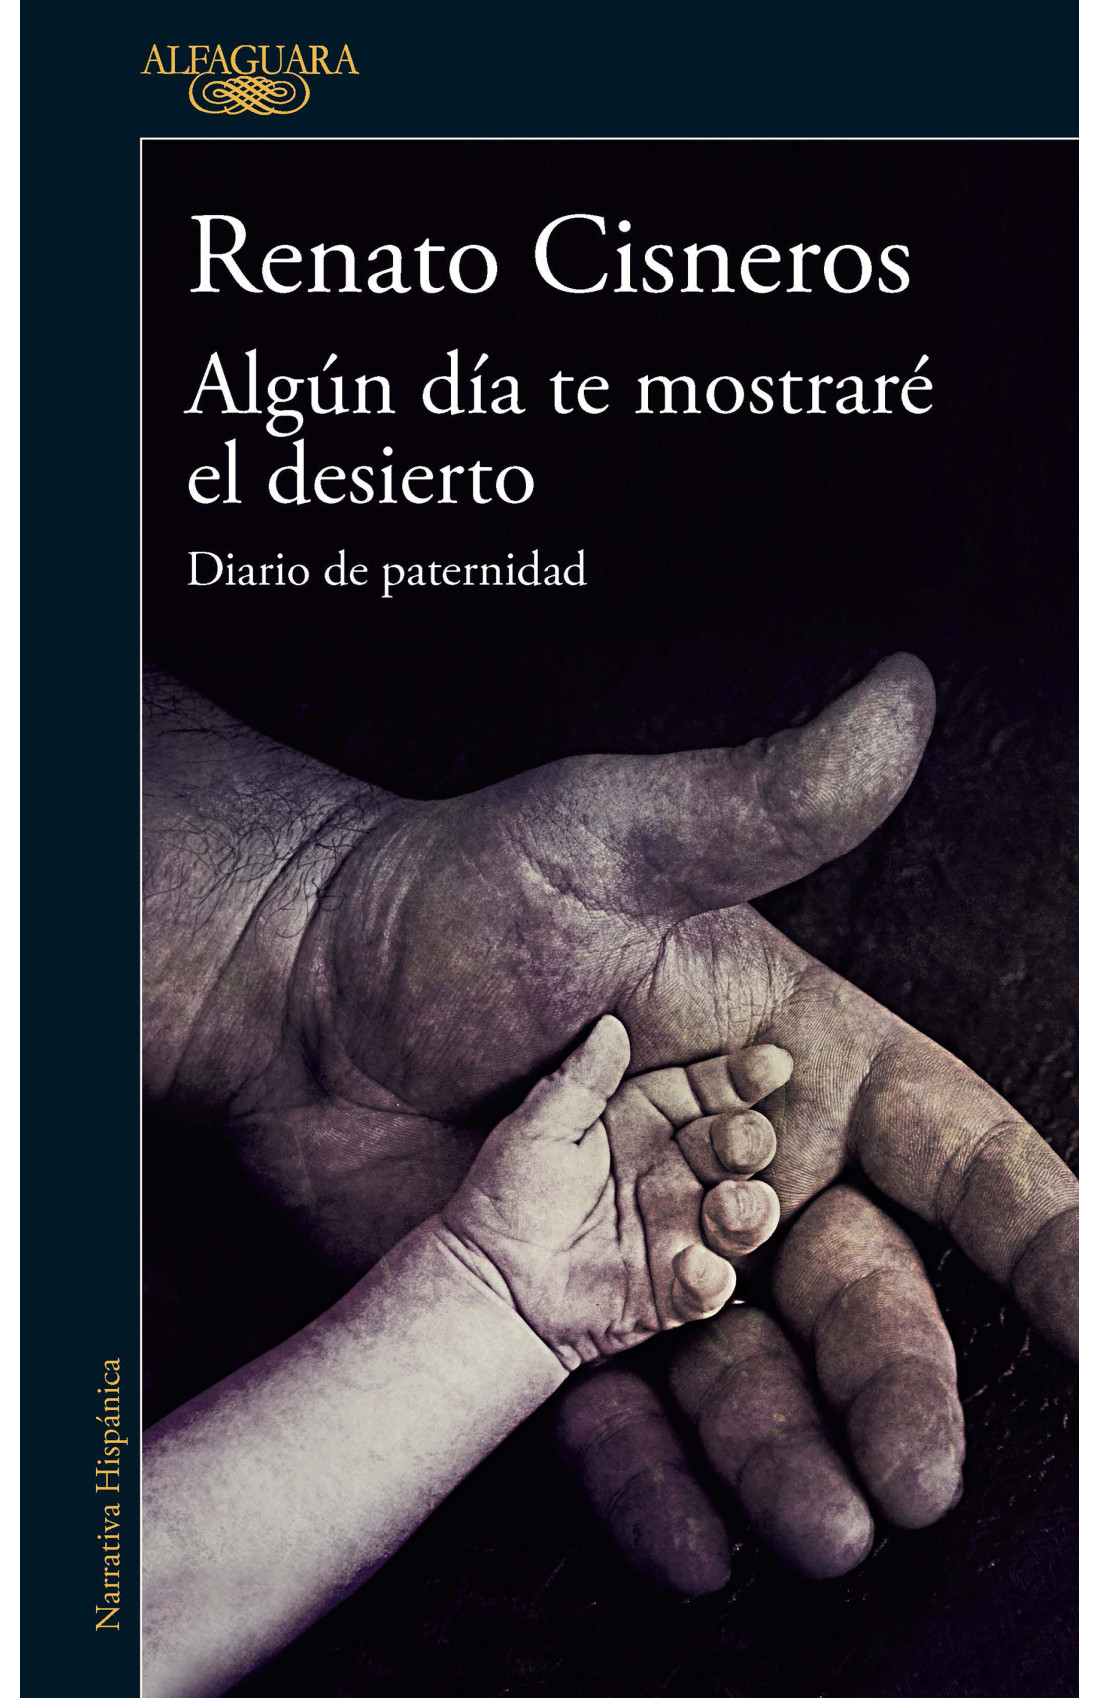 ALFAGUARA
Renato Cisneros
Algún día te mostraré
el desierto
Diario de paternidad
Narrativa Hispánica